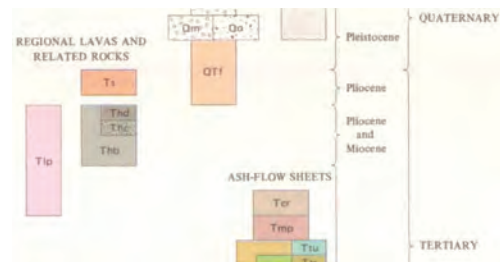 QUATERNARY
Qm
Qa
REGIONAL LAVAS AND
RELATED ROCKS
Pleistocene
QTf
Ts
Pliocene
Thd
Thc
Thb
Pliocene
and
Miocene
Tlp
ASH-FLOW SHEETS
Tcr
Tmp
Tsu
TERTIARY